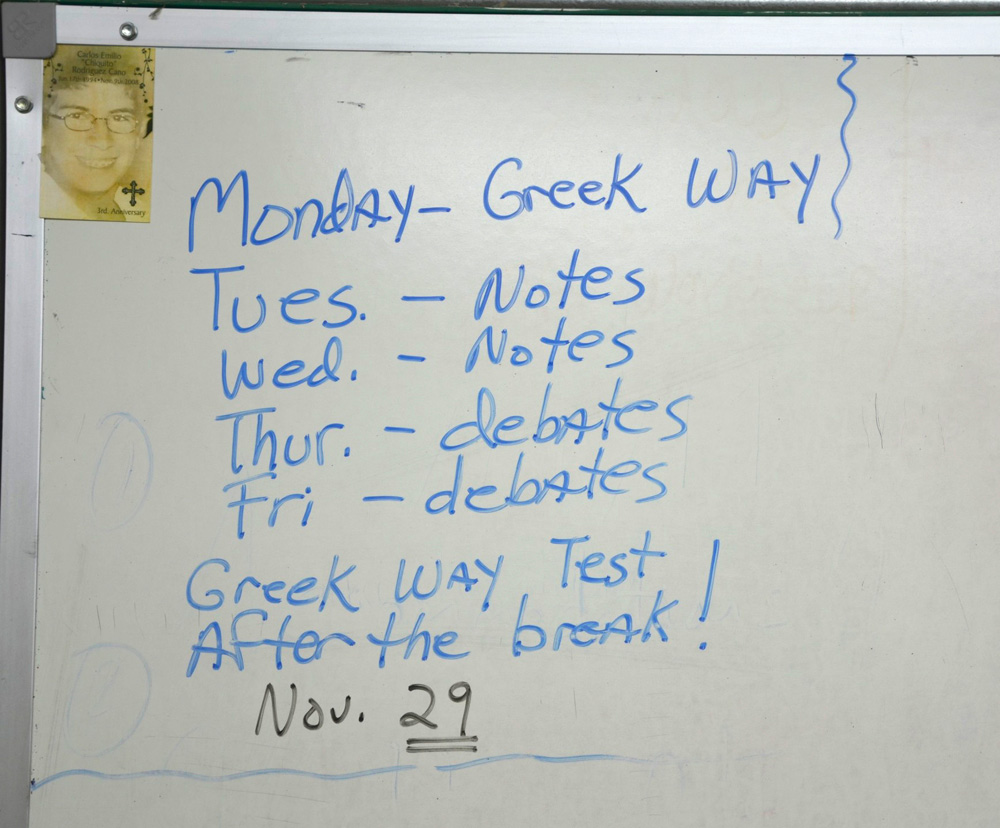 Carlos Emilio
"Chiquito"
Rodriguez Cano
3rd. Anniversary
Monday - Greek Way
Tues. - Notes
Wed. - Notes
Thur. - debates
Fri - debates
Greek Way Test
After the break!
Nov. 29